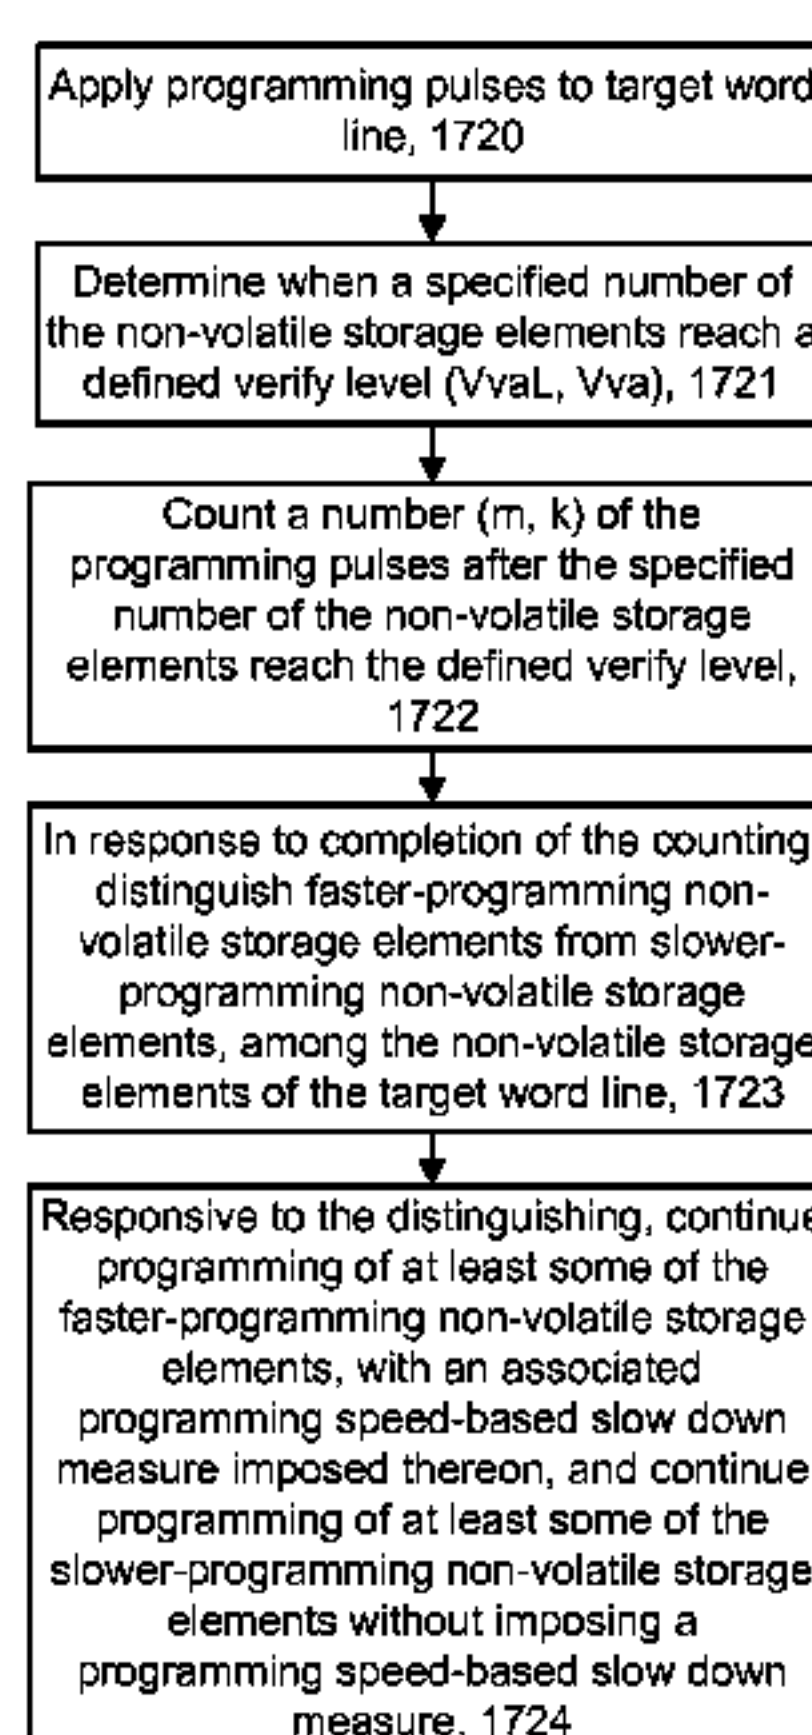 Apply programming pulses to target word
line, 1720
Determine when a specified number of
the non-volatile storage elements reach a
defined verify level (VvaL, Vva), 1721
Count a number (m, k) of the
programming pulses after the specified
number of the non-volatile storage
elements reach the defined verify level,
1722
In response to completion of the counting
distinguish faster-programming non-
volatile storage elements from slower-
programming non-volatile storage
elements, among the non-volatile storage
elements of the target word line, 1723
Responsive to the distinguishing, continue
programming of at least some of the
faster-programming non-volatile storage
elements, with an associated
programming speed-based slow down
measure imposed thereon, and continue
programming of at least some of the
slower-programming non-volatile storage
elements without imposing a
programming speed-based slow down
measure, 1724